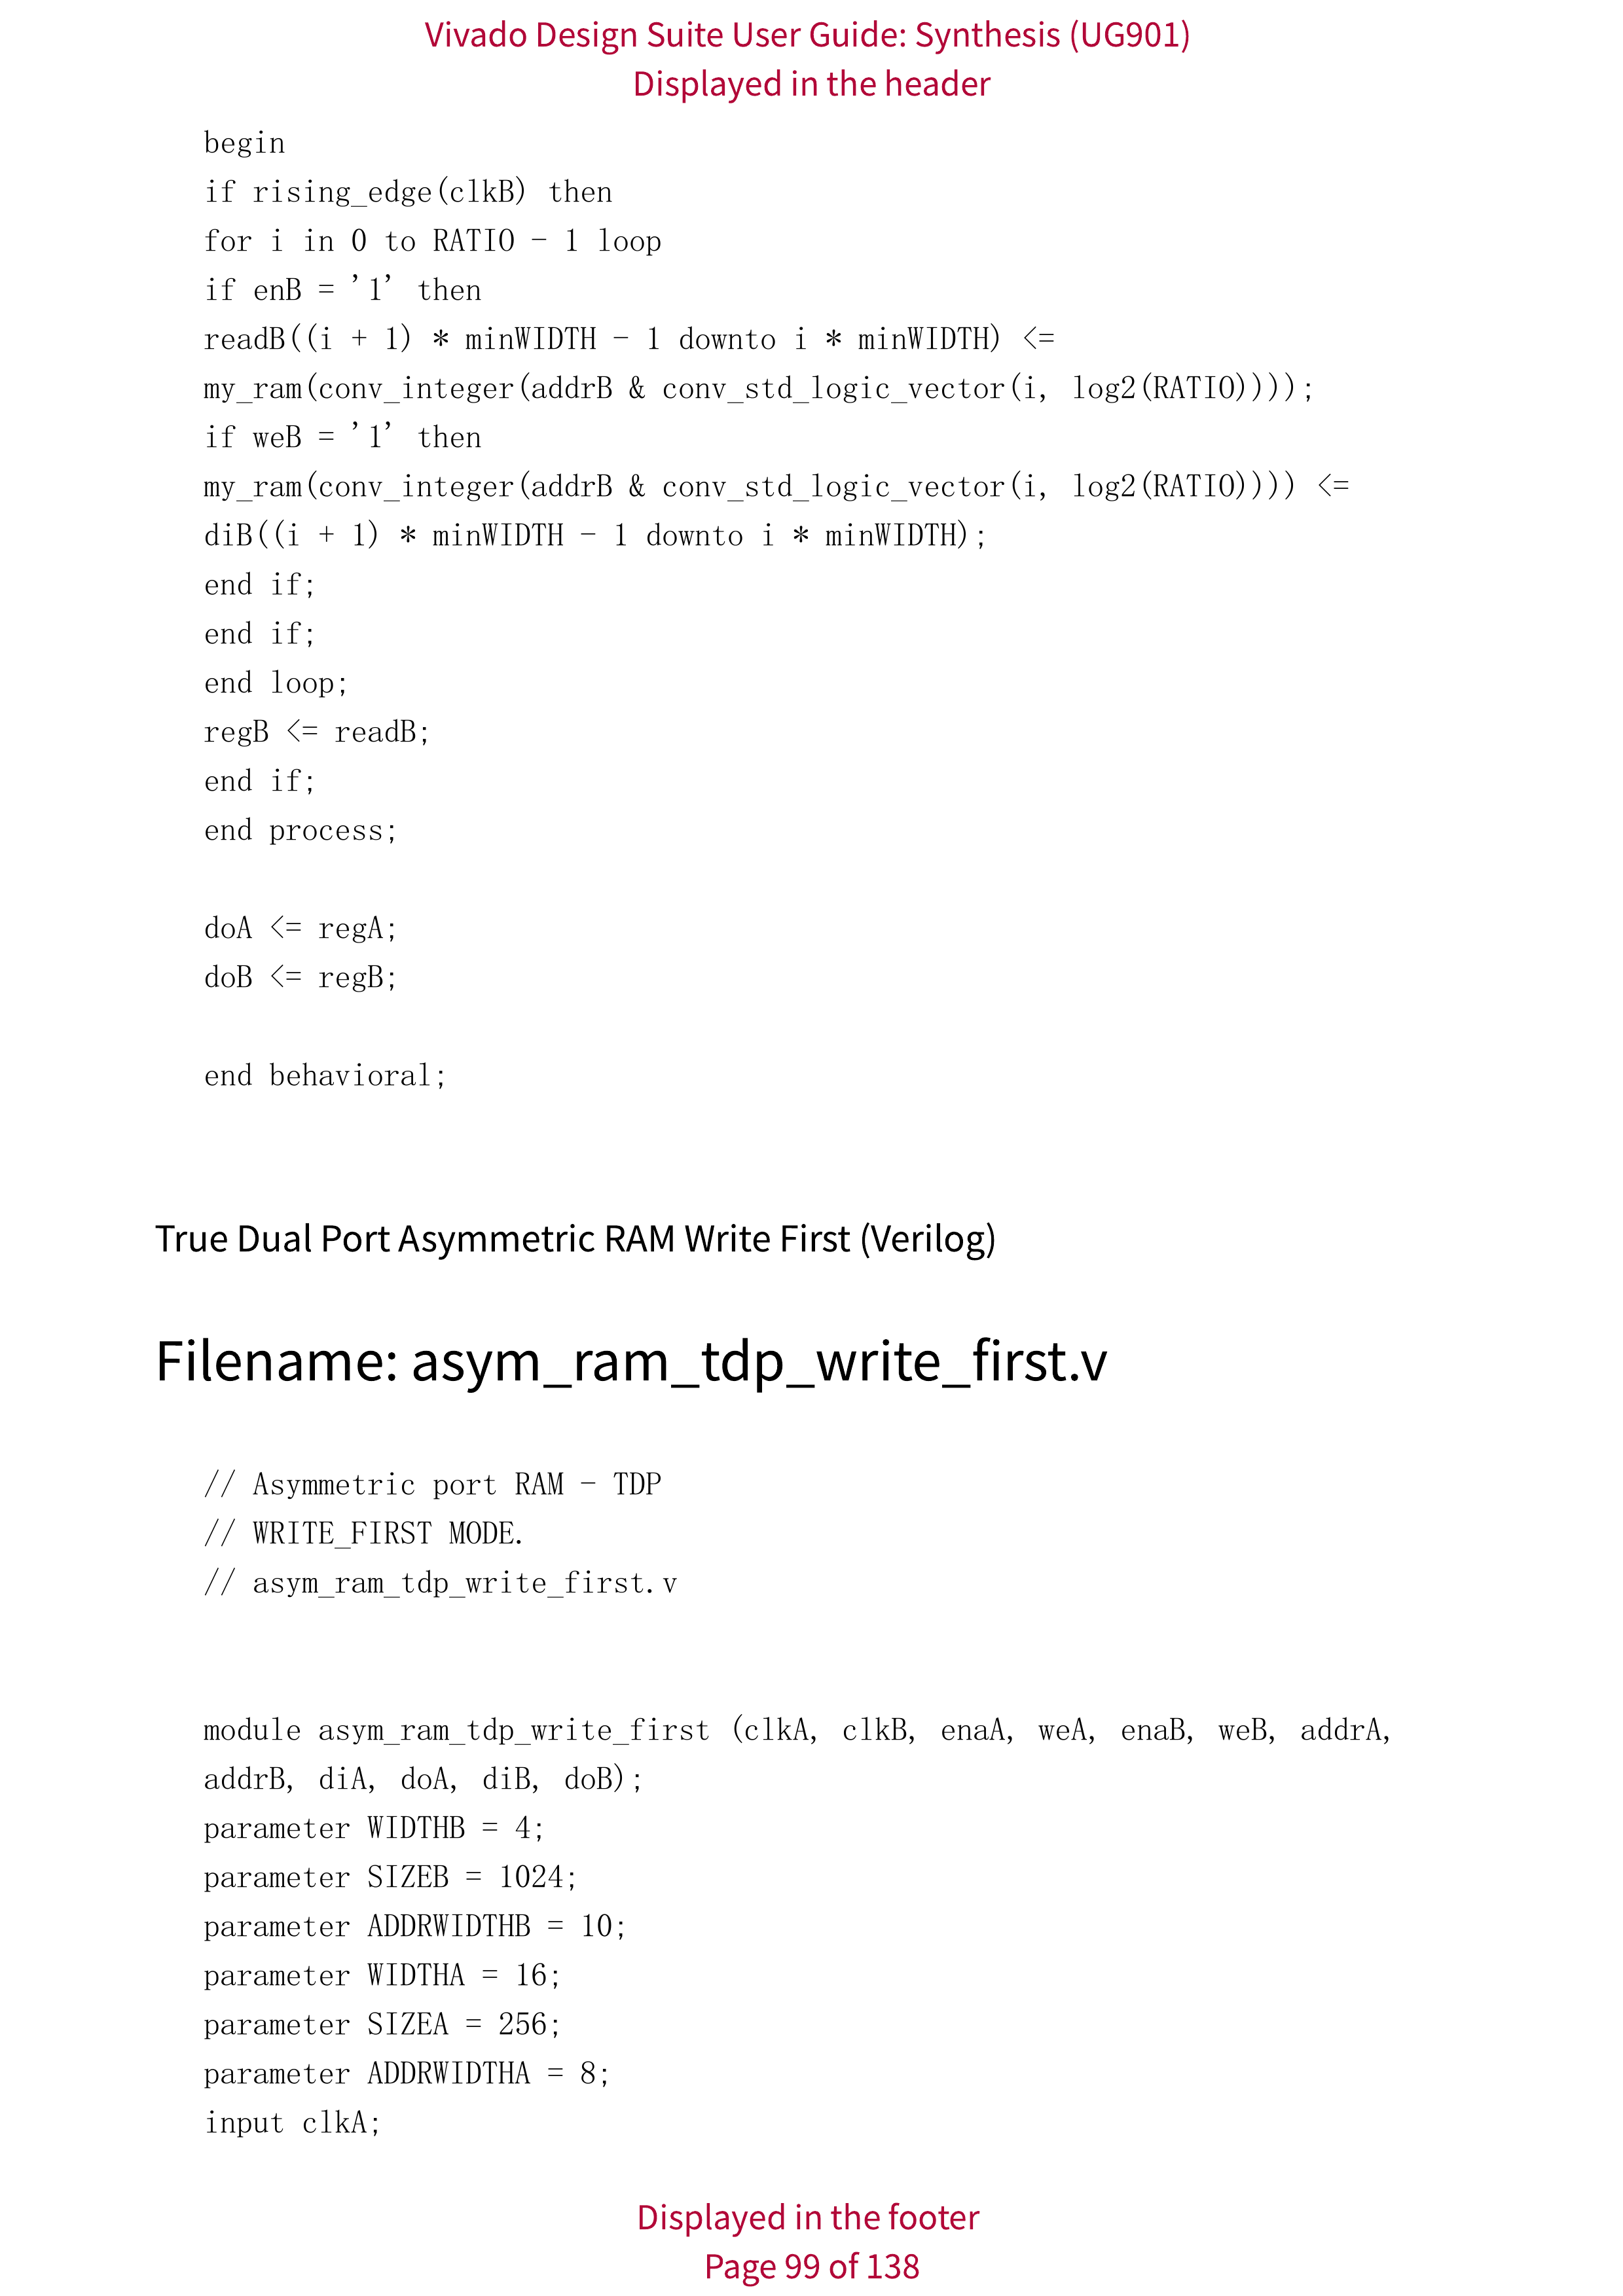 Vivado Design Suite User Guide: Synthesis (UG901)
Displayed in the header
begin
if rising_edge(clkB) then
for i in 0 to RATIO - 1 loop
if enB = '1' then
readB((i + 1) * minWIDTH - 1 downto i * minWIDTH) <=
my_ram(conv_integer(addrB & conv_std_logic_vector(i, log2(RATIO))));
if weB = '1' then
my_ram(conv_integer(addrB & conv_std_logic_vector(i, log2(RATIO)))) <=
diB((i + 1) * minWIDTH - 1 downto i * minWIDTH);
end if;
end if;
end loop;
regB <= readB;
end if;
end process;
doA <= regA;
doB <= regB;
end behavioral;
True Dual Port Asymmetric RAM Write First (Verilog)
Filename: asym_ram_tdp_write_first.v
// Asymmetric port RAM - TDP
// WRITE_FIRST MODE.
// asym_ram_tdp_write_first.v
module asym_ram_tdp_write_first (clkA, clkB, enaA, weA, enaB, weB, addrA,
addrB, diA, doA, diB, doB);
parameter WIDTHB = 4;
parameter SIZEB = 1024;
parameter ADDRWIDTHB = 10;
parameter WIDTHA = 16;
parameter SIZEA = 256;
parameter ADDRWIDTHA = 8;
input clkA;
Displayed in the footer
Page 99 of 138